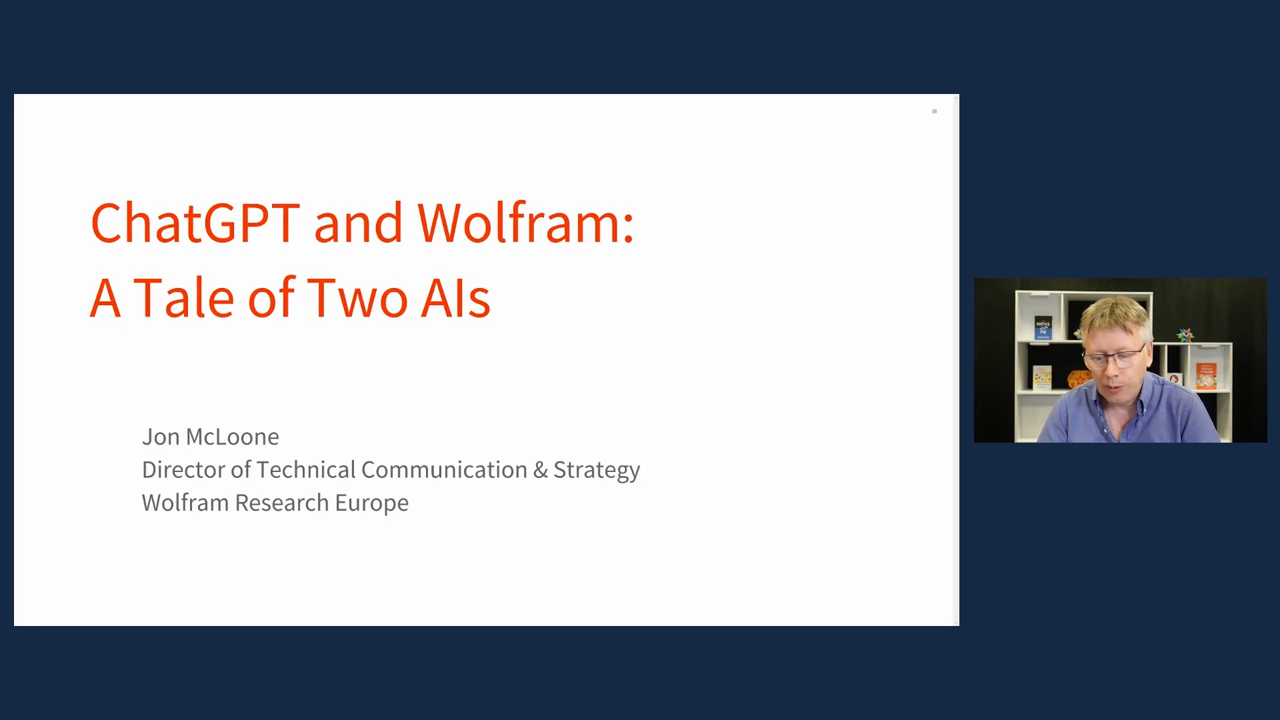 ChatGPT and Wolfram:
A Tale of Two AIs
Jon McLoone
Director of Technical Communication & Strategy
Wolfram Research Europe